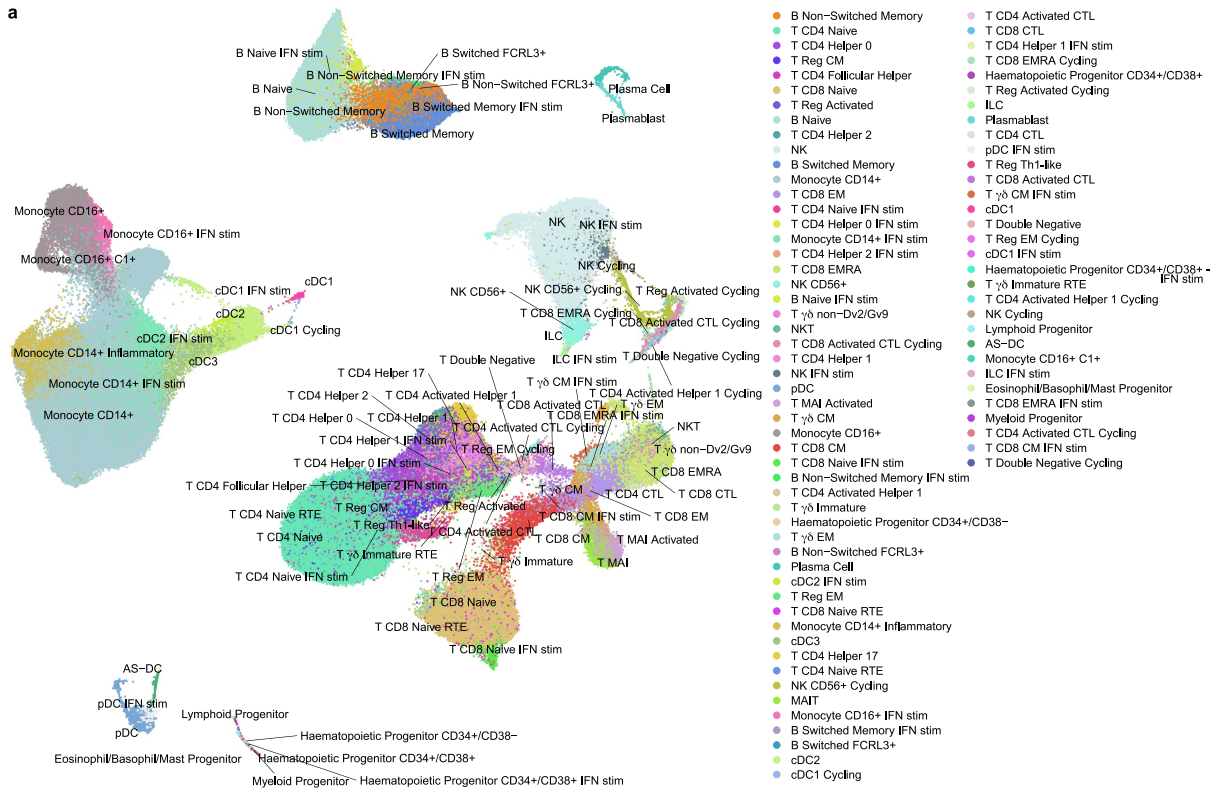 a
B Naive IFN stim
B Switched FCRL3+
B Non−Switched Memory IFN stim
B Non−Switched FCRL3+
B Naive
B Non−Switched Memory
B Switched Memory IFN stim
B Switched Memory
Plasma Cell
Plasmablast
Monocyte CD16+
Monocyte CD16+ IFN stim
Monocyte CD16+ C1+
cDC1 IFN stim
cDC1
cDC2
cDC1 Cycling
cDC2 IFN stim
Monocyte CD14+ Inflammatory
cDC3
Monocyte CD14+ IFN stim
Monocyte CD14+
NK
NK IFN stim
NK Cycling
NK CD56+
NK CD56+ Cycling
T Reg Activated Cycling
T CD8 EMRA Cycling
T CD8 Activated CTL Cycling
ILC
ILC IFN stim
T Double Negative Cycling
T Double Negative
T CD4 Helper 17
T γδ CM IFN stim
T CD4 Activated Helper 1 Cycling
T CD4 Helper 2
T CD4 Activated Helper 1
T CD8 Activated CTL
T γδ EM
T CD4 Helper 0
T CD4 Helper 1
T CD8 EMRA IFN stim
T CD4 Activated CTL Cycling
NKT
T CD4 Helper 1 IFN stim
T Reg EM Cycling
T γδ non−Dv2/Gv9
T CD4 Helper 0 IFN stim
T γδ CM
T CD8 EMRA
T CD4 Follicular Helper
T CD4 Helper 2 IFN stim
T CD4 CTL
T CD8 CTL
T CD4 Naive RTE
T Reg CM
T Reg Activated
T CD8 CM IFN stim
T CD8 EM
T Reg Th1−like
T CD4 Activated CTL
T CD4 Naive
T CD8 CM
T MAI Activated
T γδ Immature RTE
T γδ Immature
T MAI
T CD4 Naive IFN stim
T Reg EM
T CD8 Naive
T CD8 Naive RTE
T CD8 Naive IFN stim
AS−DC
pDC IFN stim
pDC
Lymphoid Progenitor
Haematopoietic Progenitor CD34+/CD38−
Eosinophil/Basophil/Mast Progenitor
Haematopoietic Progenitor CD34+/CD38+
Myeloid Progenitor
Haematopoietic Progenitor CD34+/CD38+ IFN stim
B Non−Switched Memory
T CD4 Naive
T CD4 Helper 0
T Reg CM
T CD4 Follicular Helper
T CD8 Naive
T Reg Activated
B Naive
T CD4 Helper 2
NK
B Switched Memory
Monocyte CD14+
T CD8 EM
T CD4 Naive IFN stim
T CD4 Helper 0 IFN stim
Monocyte CD14+ IFN stim
T CD4 Helper 2 IFN stim
T CD8 EMRA
NK CD56+
B Naive IFN stim
T γδ non−Dv2/Gv9
NKT
T CD8 Activated CTL Cycling
T CD4 Helper 1
NK IFN stim
pDC
T MAI Activated
T γδ CM
Monocyte CD16+
T CD8 CM
T CD8 Naive IFN stim
B Non−Switched Memory IFN stim
T CD4 Activated Helper 1
T γδ Immature
Haematopoietic Progenitor CD34+/CD38−
T γδ EM
B Non−Switched FCRL3+
Plasma Cell
cDC2 IFN stim
T Reg EM
T CD8 Naive RTE
Monocyte CD14+ Inflammatory
cDC3
T CD4 Helper 17
T CD4 Naive RTE
NK CD56+ Cycling
MAIT
Monocyte CD16+ IFN stim
B Switched Memory IFN stim
B Switched FCRL3+
cDC2
cDC1 Cycling
T CD4 Activated CTL
T CD8 CTL
T CD4 Helper 1 IFN stim
T CD8 EMRA Cycling
Haematopoietic Progenitor CD34+/CD38+
T Reg Activated Cycling
ILC
Plasmablast
T CD4 CTL
pDC IFN stim
T Reg Th1−like
T CD8 Activated CTL
T γδ CM IFN stim
cDC1
T Double Negative
T Reg EM Cycling
cDC1 IFN stim
Haematopoietic Progenitor CD34+/CD38+ −
IFN stim
T γδ Immature RTE
T CD4 Activated Helper 1 Cycling
NK Cycling
Lymphoid Progenitor
AS−DC
Monocyte CD16+ C1+
ILC IFN stim
Eosinophil/Basophil/Mast Progenitor
T CD8 EMRA IFN stim
Myeloid Progenitor
T CD4 Activated CTL Cycling
T CD8 CM IFN stim
T Double Negative Cycling